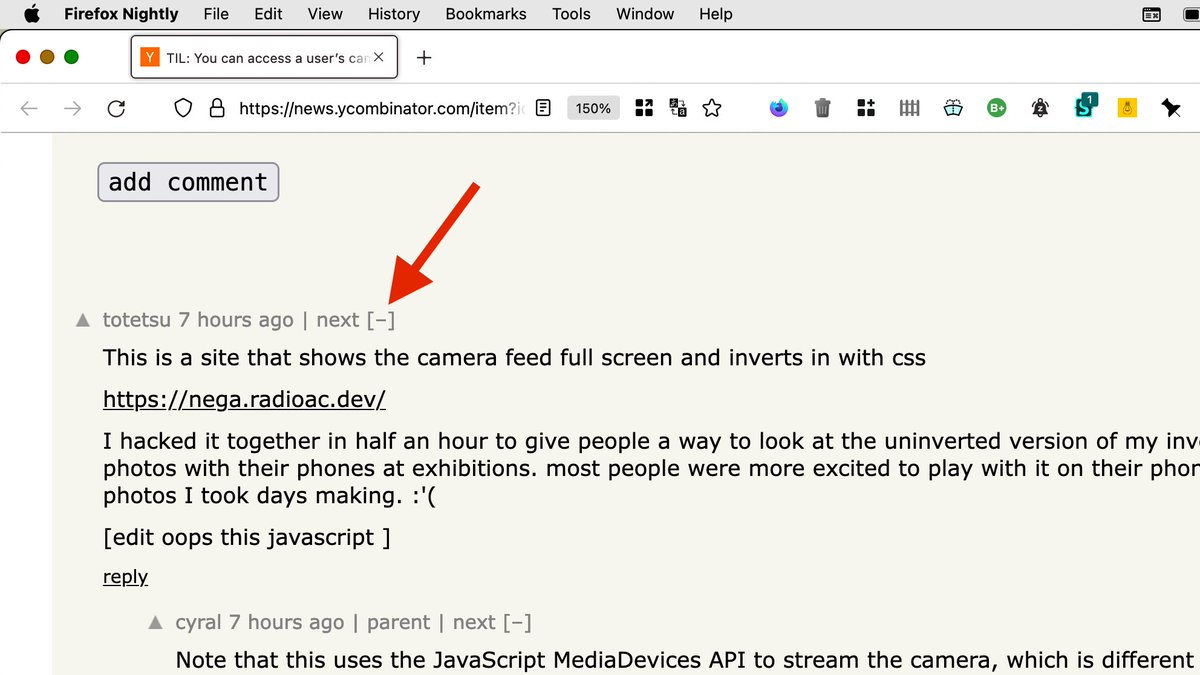 Firefox Nightly File Edit View History Bookmarks Tools Window Help
Y TIL: You can access a user's can
https://news.ycombinator.com/item?i 150% B+ 2 S 1
add comment
totetsu 7 hours ago | next [–]
This is a site that shows the camera feed full screen and inverts in with css
https://nega.radioac.dev/
I hacked it together in half an hour to give people a way to look at the uninverted version of my inv
photos with their phones at exhibitions. most people were more excited to play with it on their phon
photos I took days making. :'(
[edit oops this javascript ]
reply
cyral 7 hours ago | parent | next [–]
Note that this uses the JavaScript MediaDevices API to stream the camera, which is different